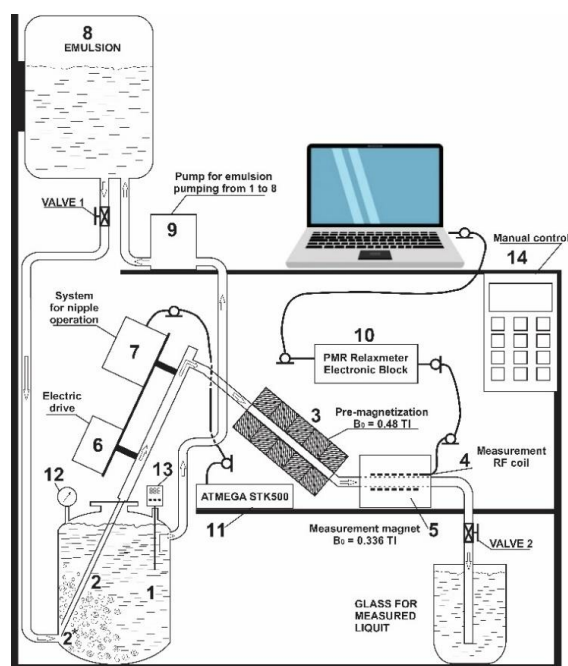 8
EMULSION
VALVE 1
Pump for emulsion
pumping from 1 to 8
9
Manual control
14
System
for nipple
operation
7
10
PMR Relaxmeter
Electronic Block
Electric
drive
6
3
Pre-magnetization
B0 = 0.48 Tl
Measurement
RF coil
4
12
13
ATMEGA STK500
11
Measurement magnet
B0 = 0.336 Tl
5
VALVE 2
2
1
2*
GLASS FOR
MEASURED
LIQUIT